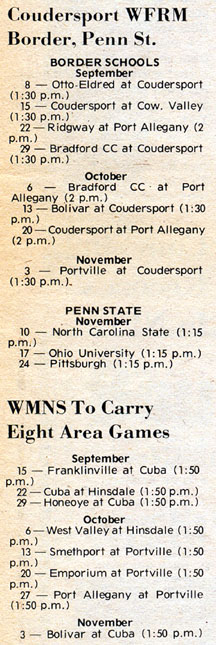 Coudersport WFRM
Border, Penn St.
BORDER SCHOOLS
September
8 — Otto-Eldred at Coudersport
(1:30 p.m.)
15 — Coudersport at Cow. Valley
(1:30 p.m.)
22 — Ridgway at Port Allegany (2
p.m.)
29 — Bradford CC at Coudersport
(1:30 p.m.)
October
6 — Bradford CC at Port
Allegany (2 p.m.)
13 — Bolivar at Coudersport (1:30
p.m.)
20 — Coudersport at Port Allegany
(2 p.m.)
November
3 — Portville at Coudersport
(1:30 p.m.).
PENN STATE
November
10 — North Carolina State (1:15
p.m.)
17 — Ohio University (1:15 p.m.)
24 — Pittsburgh (1:15 p.m.)
WMNS To Carry
Eight Area Games
September
15 — Franklinville at Cuba (1:50
p.m.)
22 — Cuba at Hinsdale (1:50 p.m.)
29 — Honeoye at Cuba (1:50 p.m.)
October
6 — West Valley at Hinsdale (1:50
p.m.)
13 — Smethport at Portville (1:50
p.m.)
20 — Emporium at Portville (1:50
p.m.)
27 — Port Allegany at Portville
(1:50 p.m.)
November
3 — Bolivar at Cuba (1:50 p.m.)